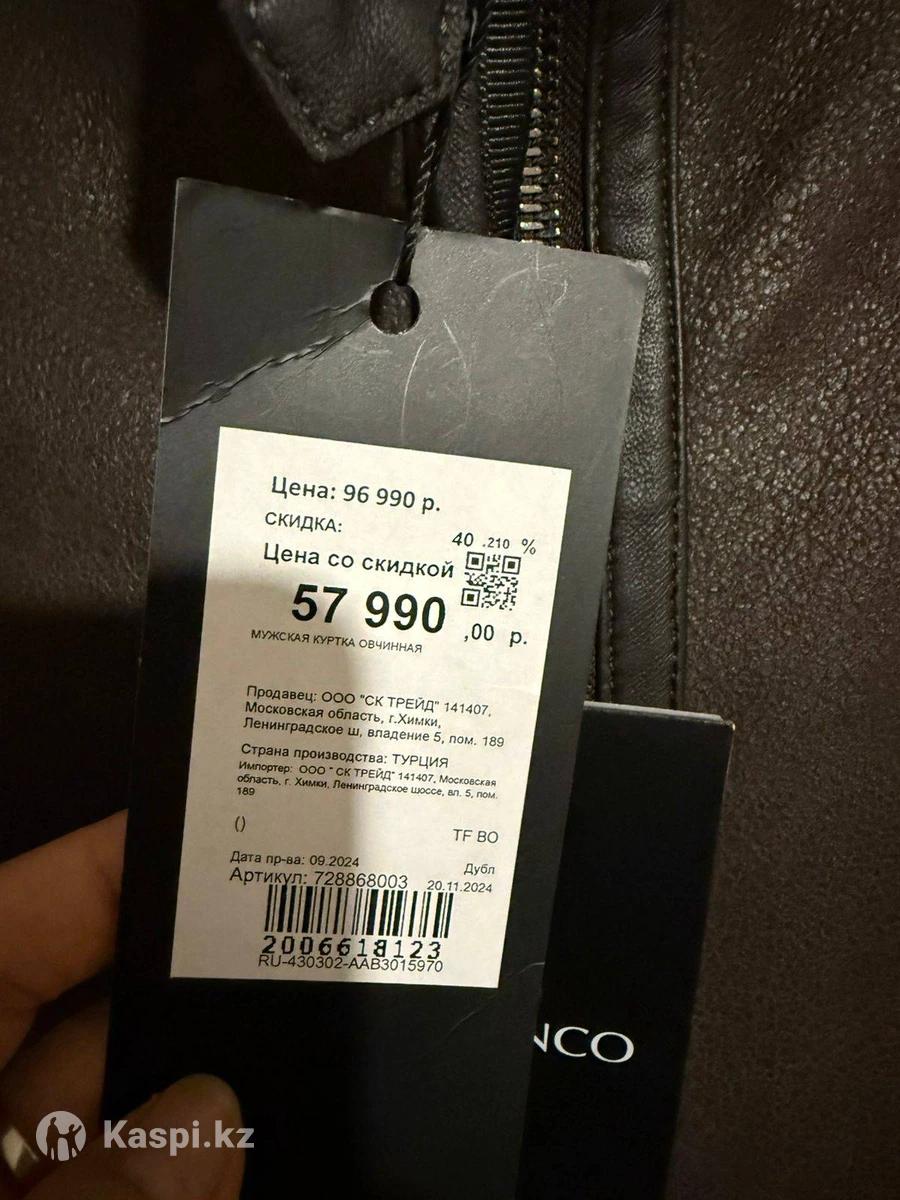 Цена: 96 990 р.
СКИДКА:
40 .210 %
Цена со скидкой
57 990 ,00 р.
МУЖСКАЯ КУРТКА ОВЧИННАЯ
Продавец: ООО "СК ТРЕЙД" 141407,
Московская область, г.Химки,
Ленинградское ш, владение 5, пом. 189
Страна производства: ТУРЦИЯ
Импортер: ООО " СК ТРЕЙД" 141407, Московская
область, г. Химки, Ленинградское шоссе, вл. 5, пом.
189
() TF BO
Дата пр-ва: 09.2024 Дубл
Артикул: 728868003 20.11.2024
2006618123
RU-430302-AAB3015970
NCO
Kaspi.kz